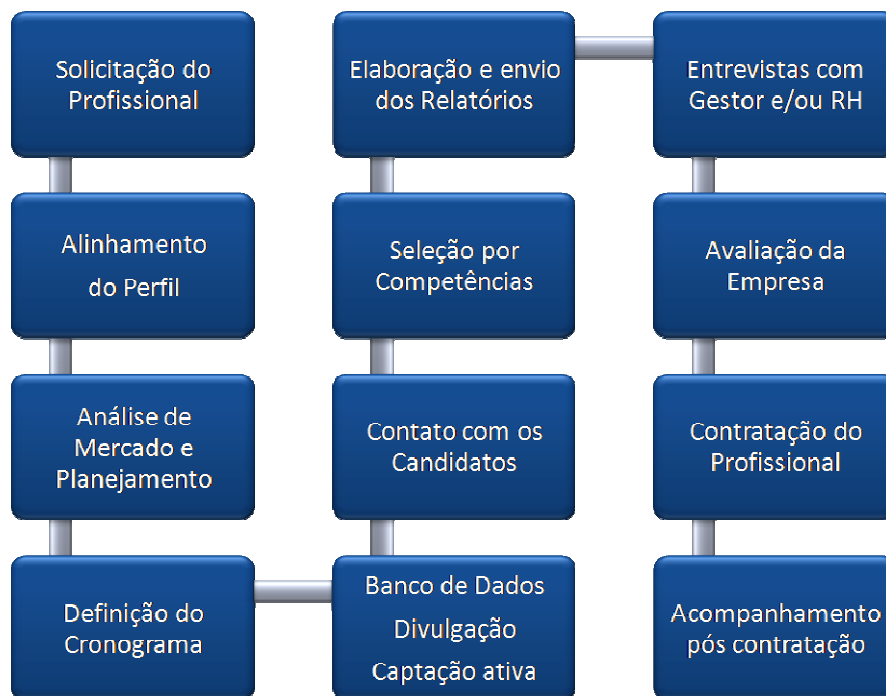 Solicitação do
Profissional
Alinhamento
do Perfil
Análise de
Mercado e
Planejamento
Definição do
Cronograma
Banco de Dados
Divulgação
Captação ativa
Contato com os
Candidatos
Seleção por
Competências
Elaboração e envio
dos Relatórios
Entrevistas com
Gestor e/ou RH
Avaliação da
Empresa
Contratação do
Profissional
Acompanhamento
pós contratação